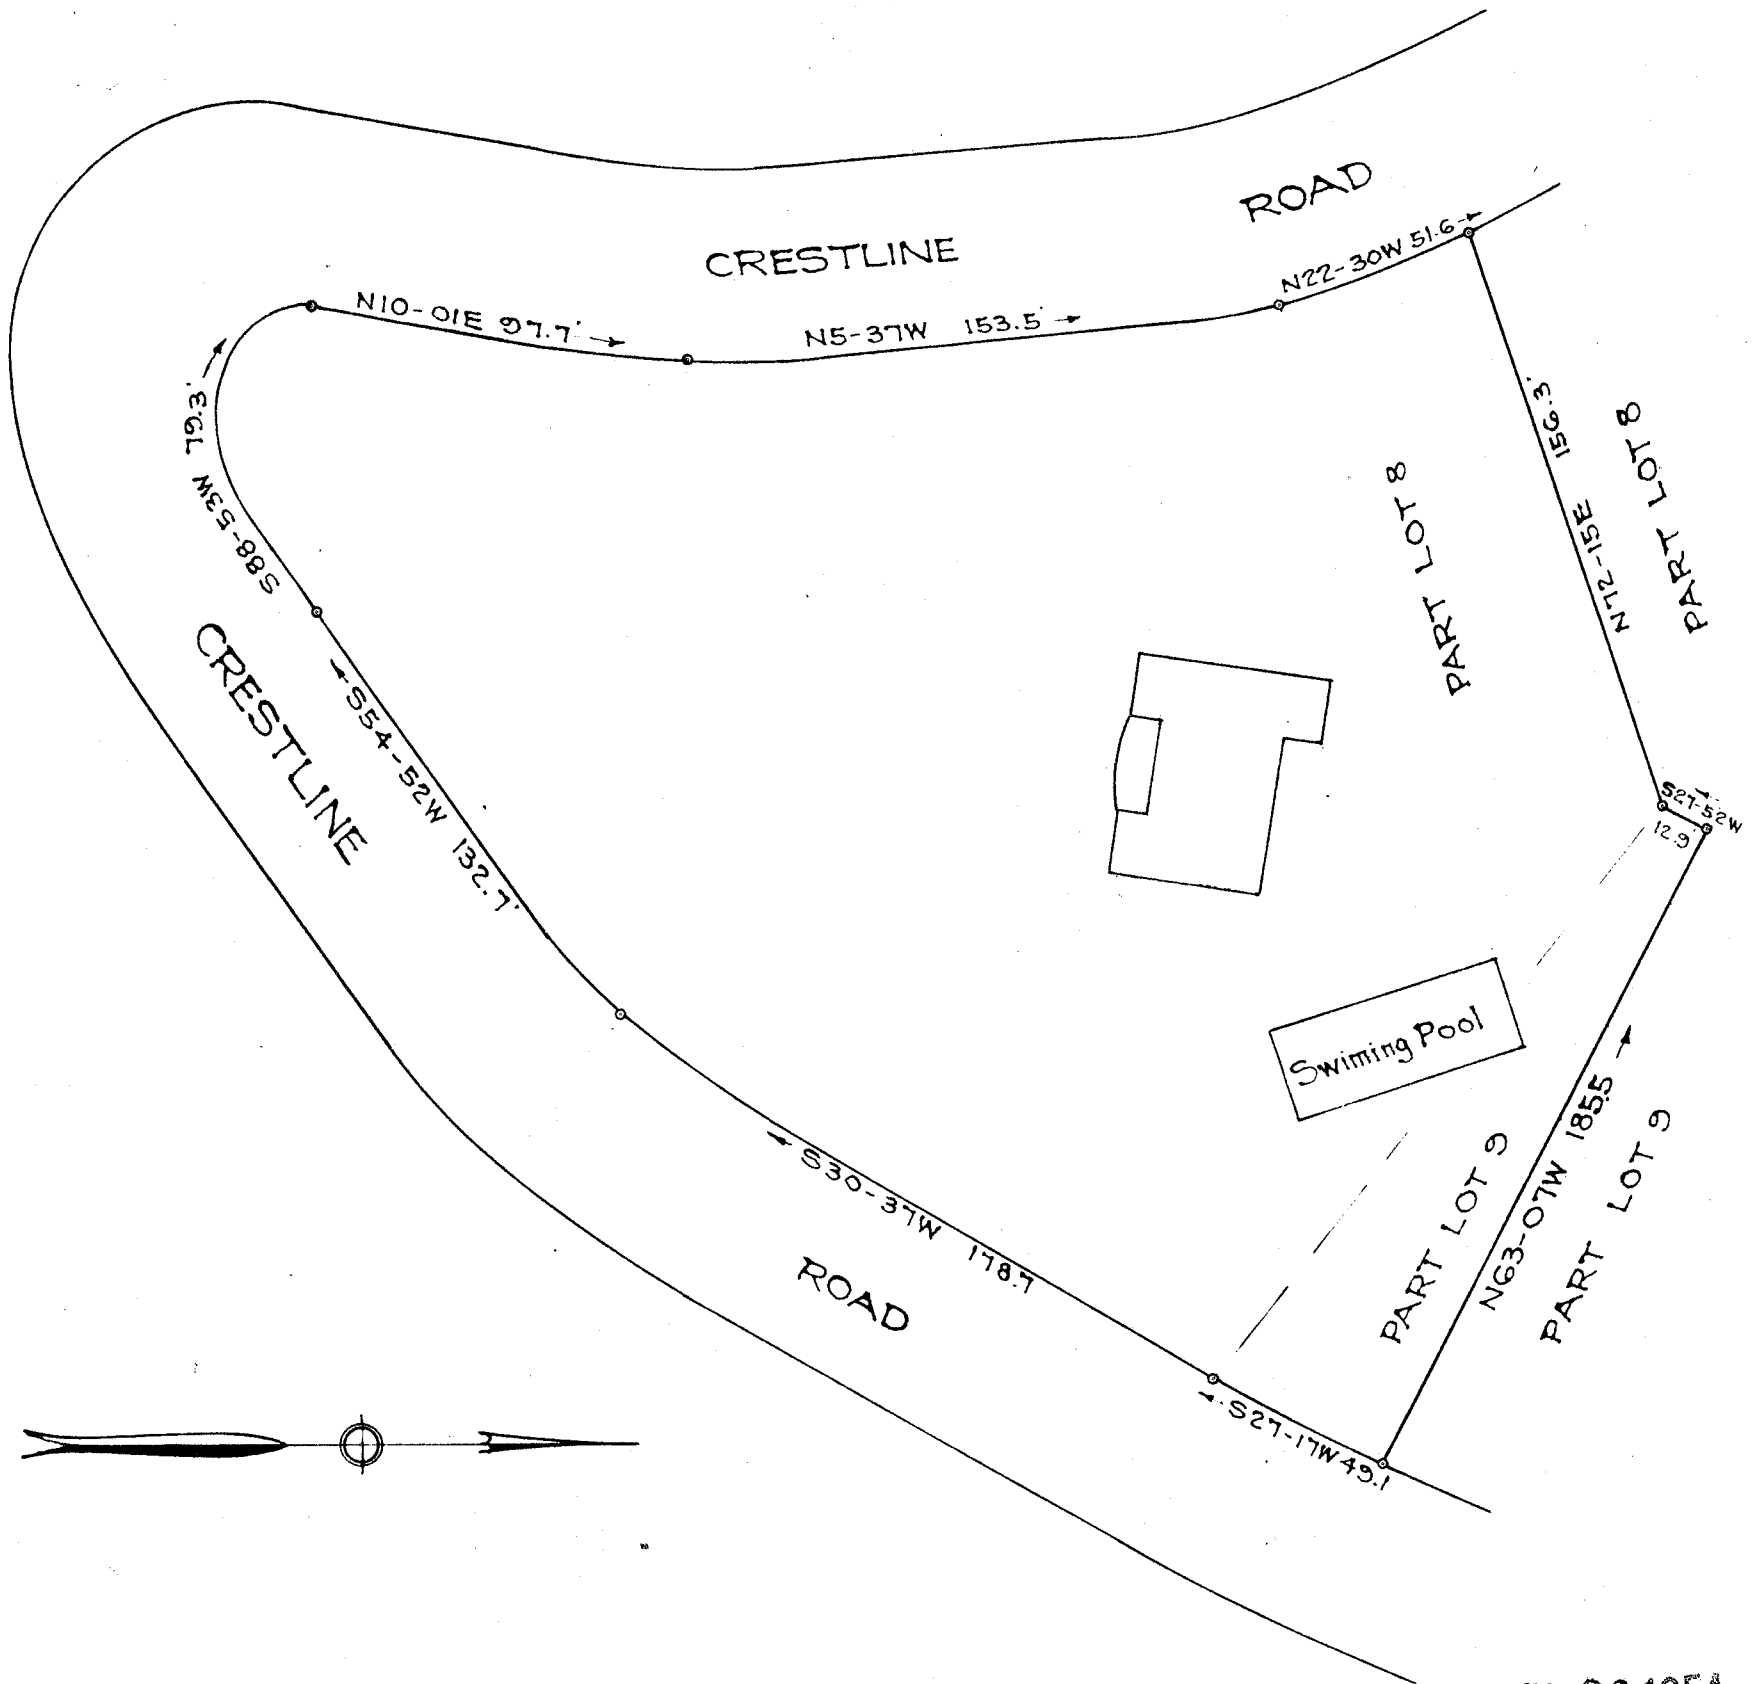 ROAD
CRESTLINE
N22-30W 51.6
N10-01E 97.7'
N5-37W 153.5'
S88-53W 79.3'
156.3'
N72-15E
PART LOT 8
PART LOT 8
CRESTLINE
S54-52W 132.7'
S27-52W
12.9'
Swiming Pool
S30-37W 178.7
N63-07W 185.5
PART LOT 9
PART LOT 9
ROAD
S27-17W 49.1